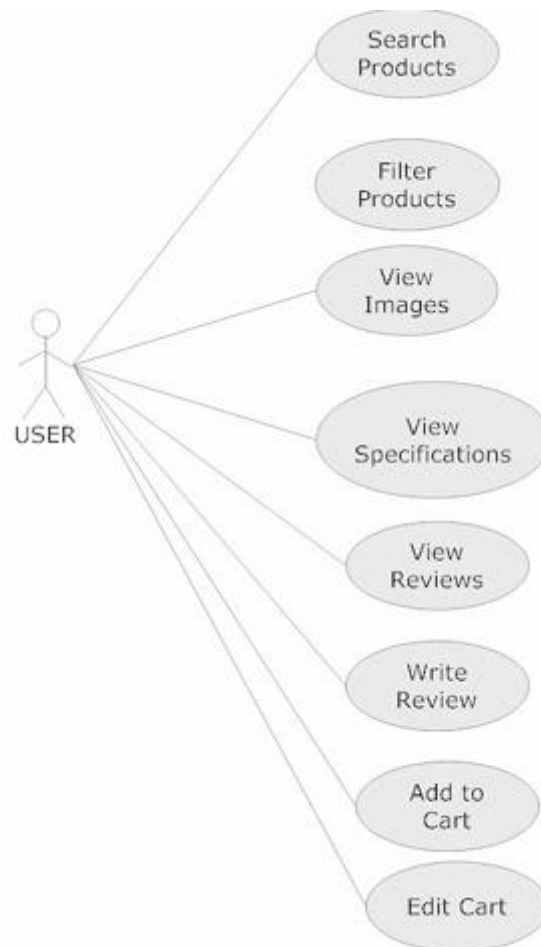 Search
Products
Filter
Products
View
Images
USER
View
Specifications
View
Reviews
Write
Review
Add to
Cart
Edit Cart